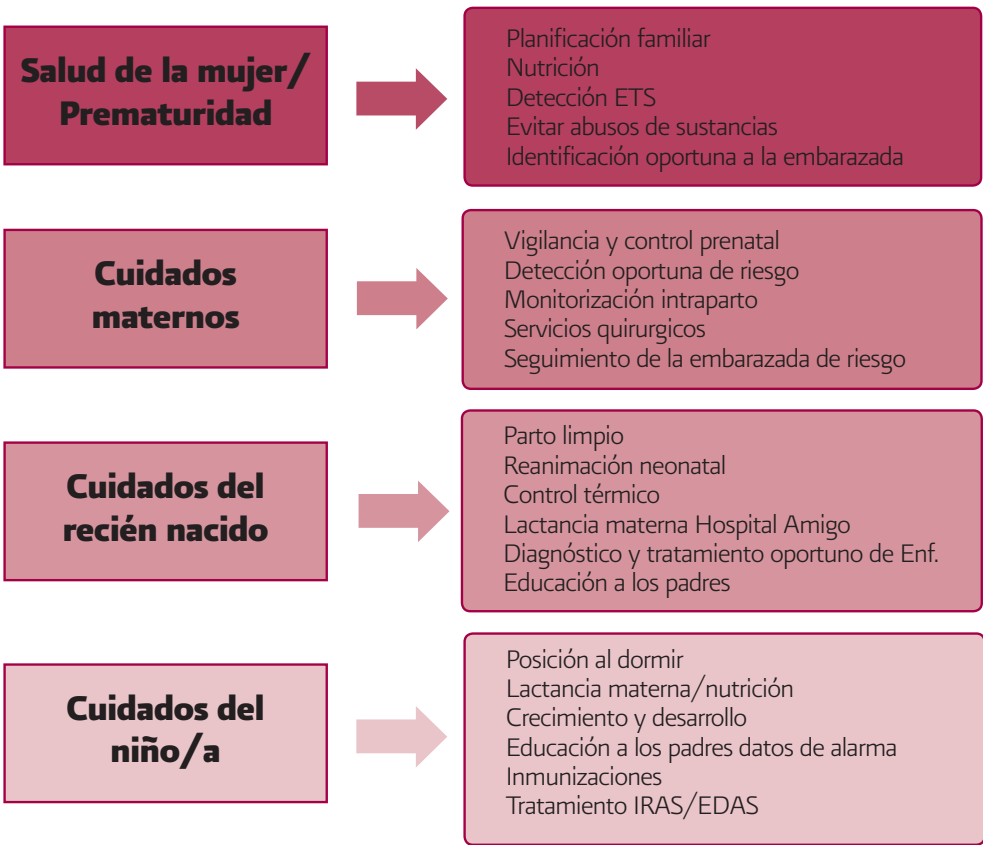 Salud de la mujer/
Prematuridad
Planificación familiar
Nutrición
Detección ETS
Evitar abusos de sustancias
Identificación oportuna a la embarazada
Cuidados
maternos
Vigilancia y control prenatal
Detección oportuna de riesgo
Monitorización intraparto
Servicios quirurgicos
Seguimiento de la embarazada de riesgo
Cuidados del
recién nacido
Parto limpio
Reanimación neonatal
Control térmico
Lactancia materna Hospital Amigo
Diagnóstico y tratamiento oportuno de Enf.
Educación a los padres
Cuidados del
niño/a
Posición al dormir
Lactancia materna/nutrición
Crecimiento y desarrollo
Educación a los padres datos de alarma
Inmunizaciones
Tratamiento IRAS/EDAS